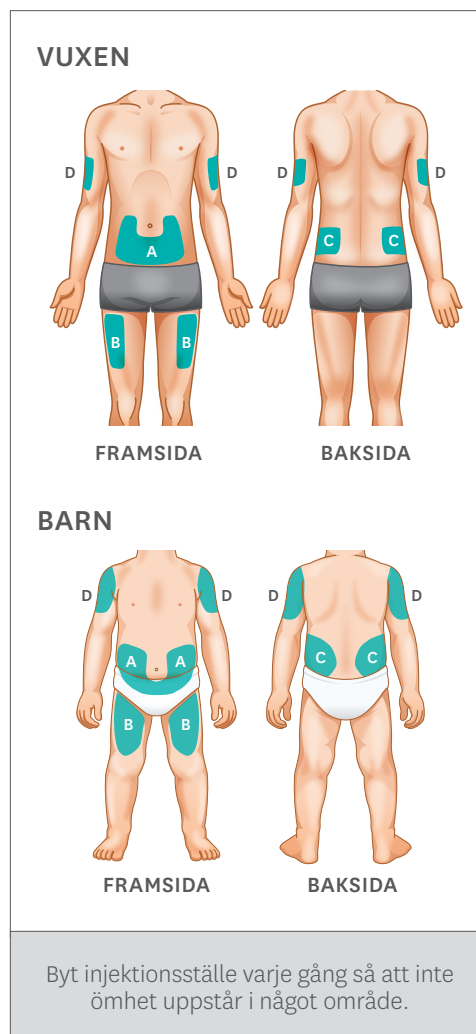 VUXEN
D D D D
A C C
B B
FRAMSIDA BAKSIDA
BARN
D D D D
A A C C
B B
FRAMSIDA BAKSIDA
Byt injektionsställe varje gång så att inte
ömhet uppstår i något område.